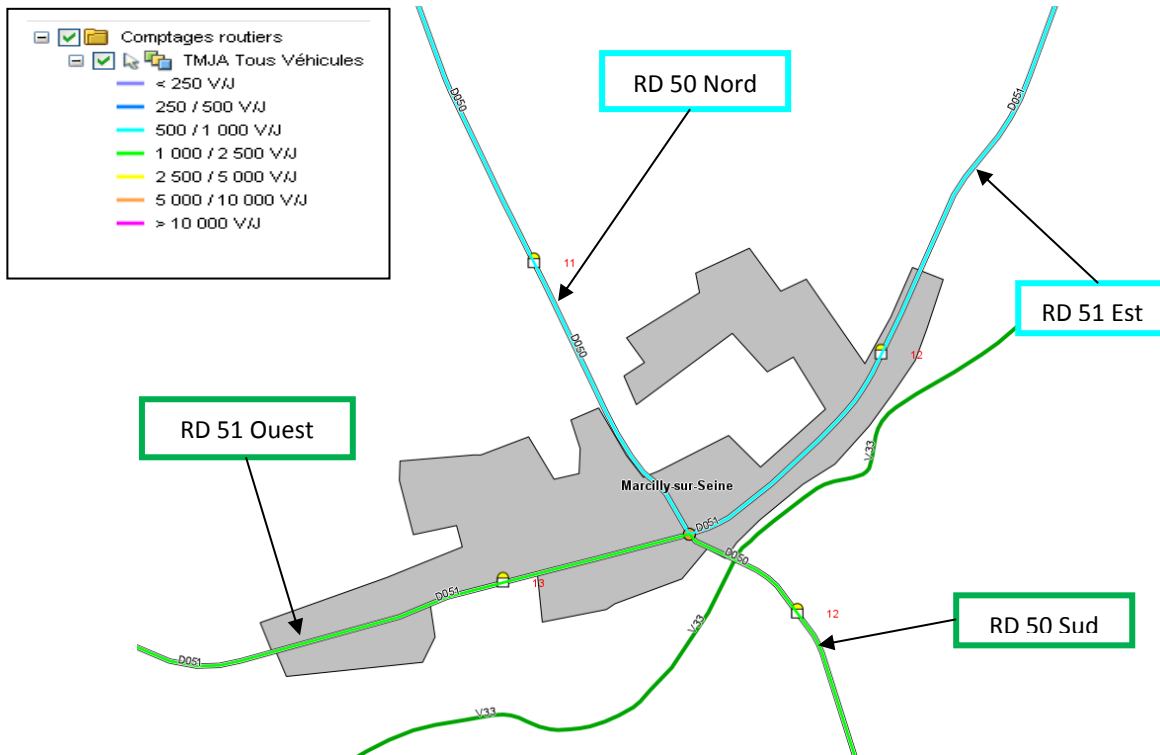 Comptages routiers
TMJA Tous Véhicules
< 250 V/J
250 / 500 V/J
500 / 1 000 V/J
1 000 / 2 500 V/J
2 500 / 5 000 V/J
5 000 / 10 000 V/J
> 10 000 V/J
D050
RD 50 Nord
D051
11
D050
RD 51 Est
12
RD 51 Ouest
V33
Marcilly-sur-Seine
D051
D050
13
D051
12
V33
RD 50 Sud
D051
V33